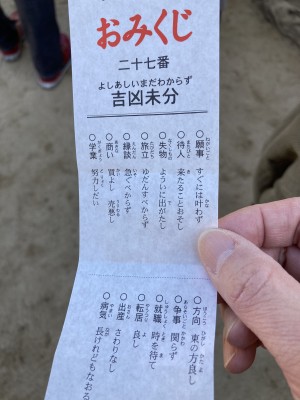 おみくじ
二十七番
よしあしいまだわからず
吉凶未分
○願事 すぐには叶わず
○待人 来たることおそし
○失物 よういに出がたし
○旅立 ゆだんすべからず
○縁談 急ぐべからず
○商い 買よし 売悪し
○学業 努力しだい
○方向 東の方良し
○争事 関らず
○就職 時を待て
○転居 良し
○出産 さわりなし
○病気 長けれどもなおる